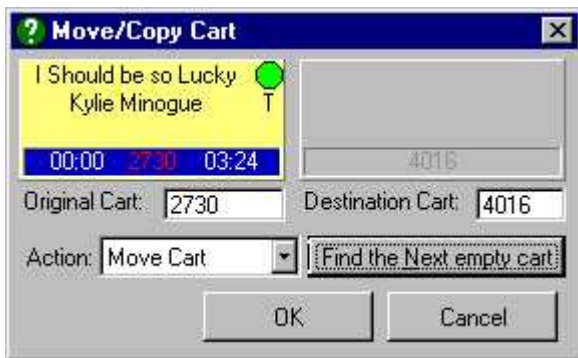 Move/Copy Cart
I Should be so Lucky
Kylie Minogue T
00:00 2730 03:24 4016
Original Cart: 2730 Destination Cart: 4016
Action: Move Cart Find the Next empty cart
OK Cancel